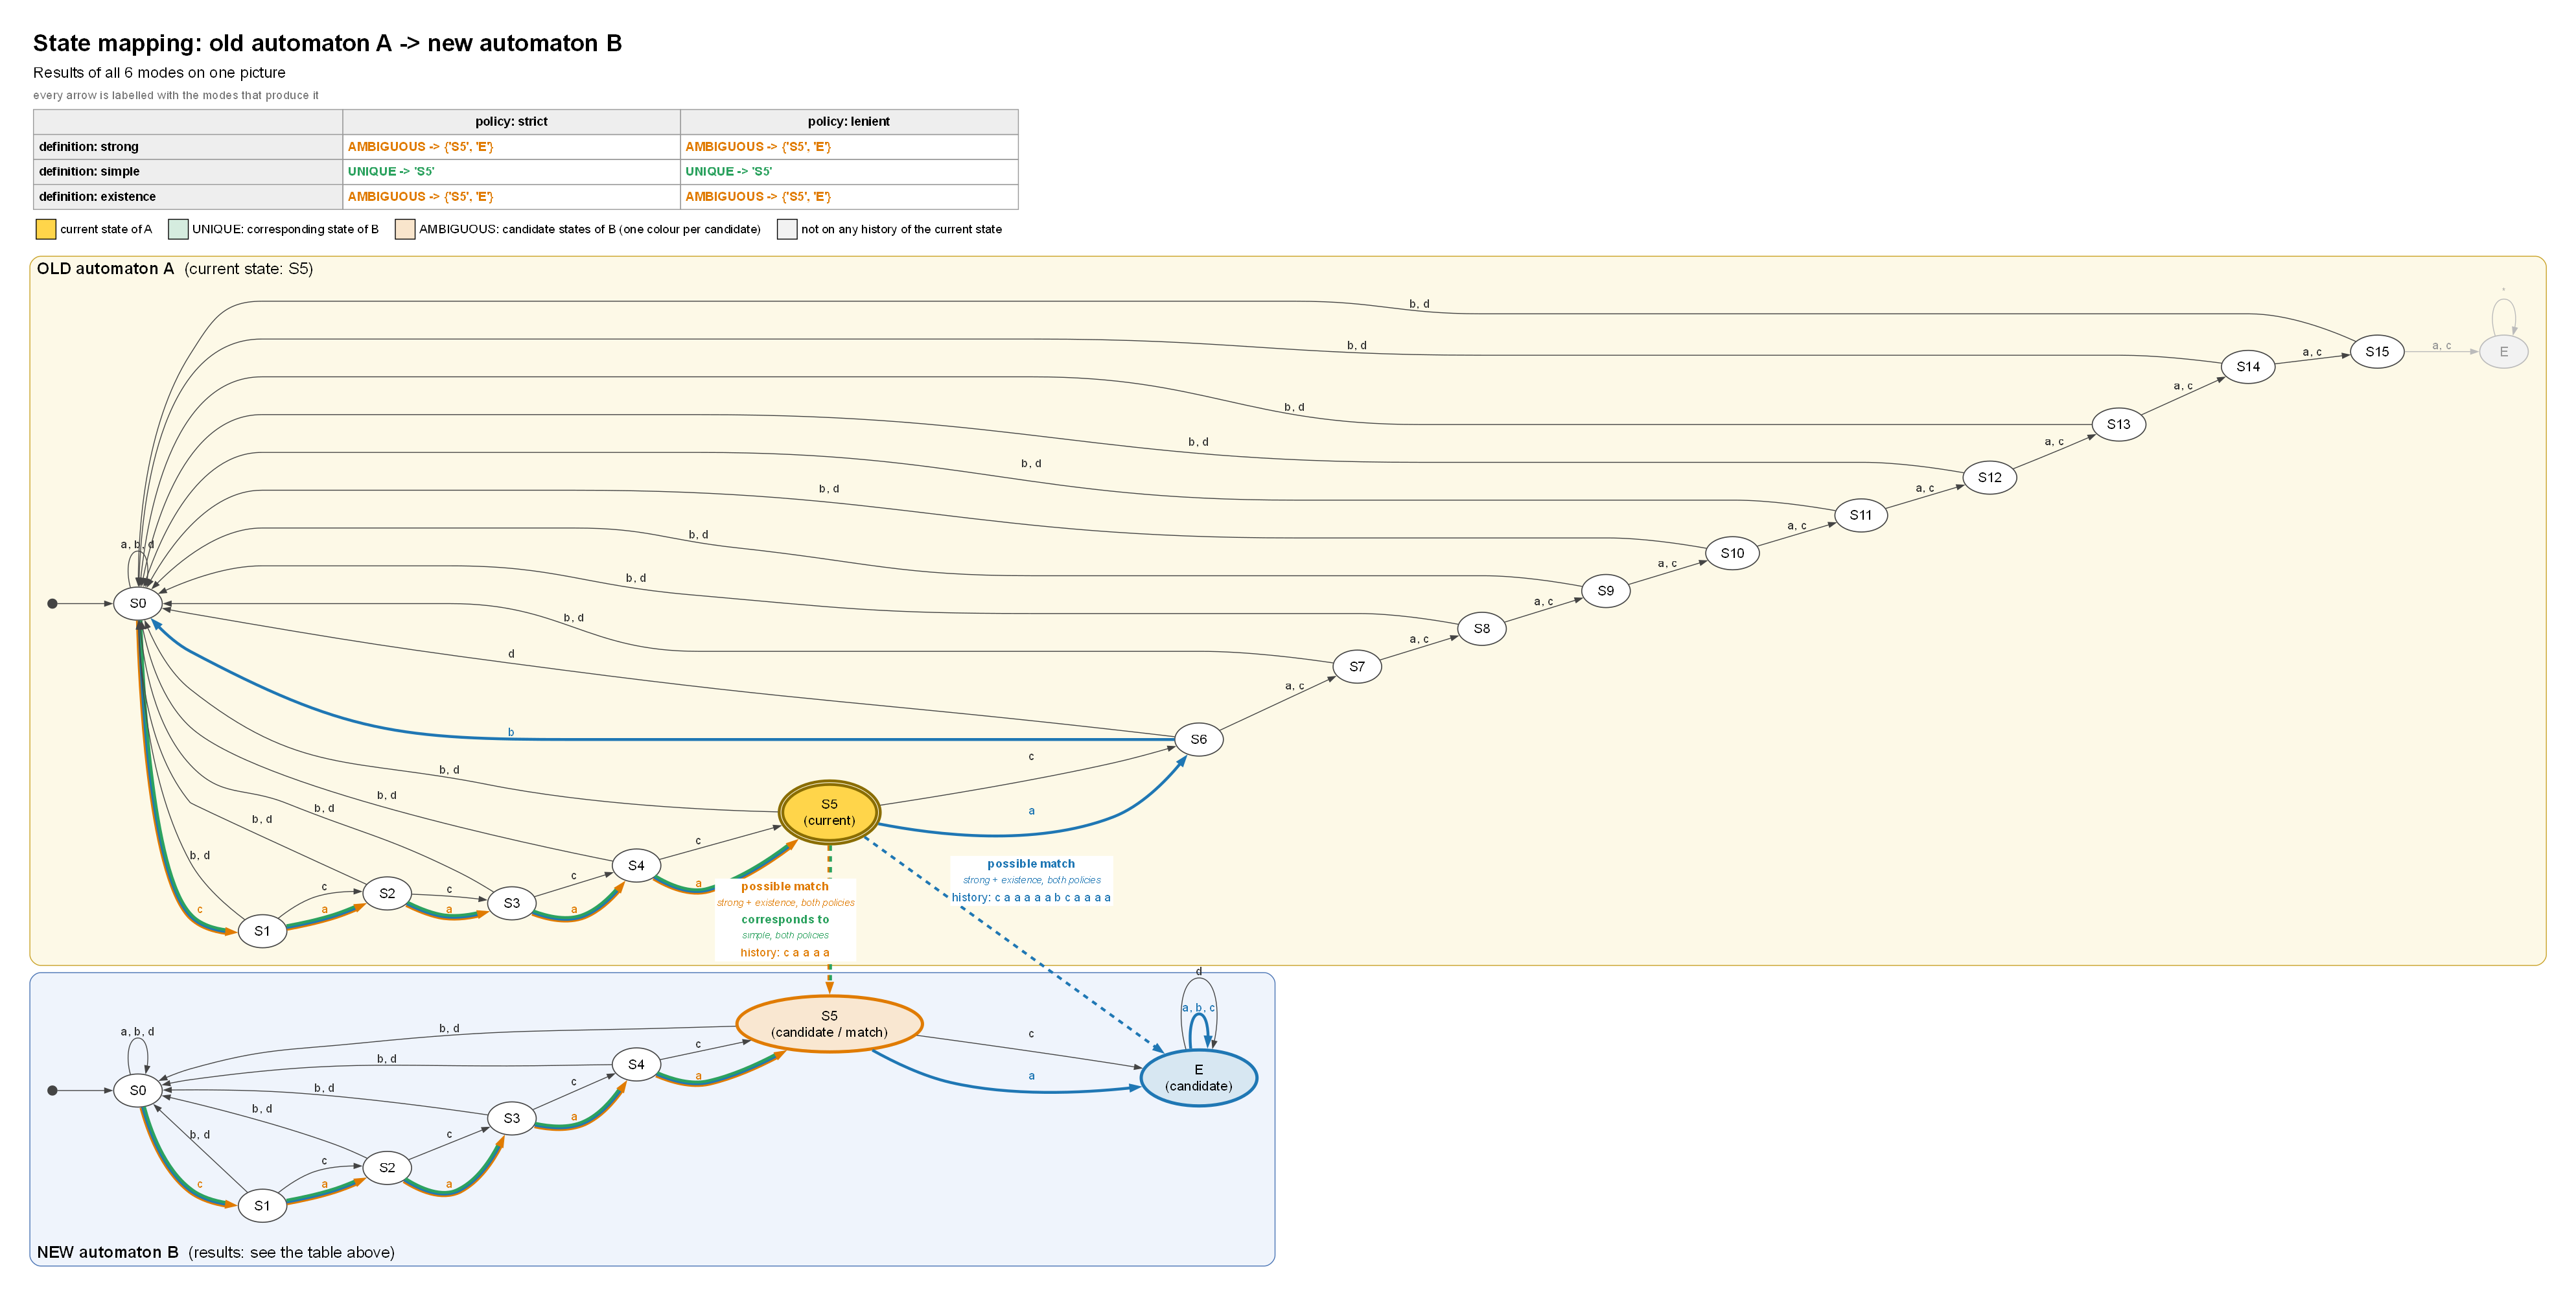 State mapping: old automaton A -> new automaton B
Results of all 6 modes on one picture
every arrow is labelled with the modes that produce it
policy: strict policy: lenient
definition: strong AMBIGUOUS -> {'S5', 'E'} AMBIGUOUS -> {'S5', 'E'}
definition: simple UNIQUE -> 'S5' UNIQUE -> 'S5'
definition: existence AMBIGUOUS -> {'S5', 'E'} AMBIGUOUS -> {'S5', 'E'}
current state of A UNIQUE: corresponding state of B AMBIGUOUS: candidate states of B (one colour per candidate) not on any history of the current state
OLD automaton A (current state: S5)
b, d
b, d
a, c
S15
a, c
E
S14
a, c
b, d
S13
b, d
a, c
b, d
S12
b, d
a, c
S11
a, c
b, d
a, b, d
S10
a, c
b, d
S9
a, c
S0
b, d
S8
a, c
d
S7
a, c
b
S6
c
b, d
b, d
S5
(current)
a
b, d
b, d
c
b, d
S4
a
c
c
c
S2
S3
a
a
a
c
S1
possible match
strong + existence, both policies
corresponds to
simple, both policies
history: c a a a a
possible match
strong + existence, both policies
history: c a a a a a b c a a a a
d
a, b, c
a, b, d
b, d
S5
(candidate / match)
c
c
b, d
S4
a
a
E
(candidate)
S0
b, d
c
b, d
S3
a
b, d
c
c
S2
a
a
c
S1
NEW automaton B (results: see the table above)